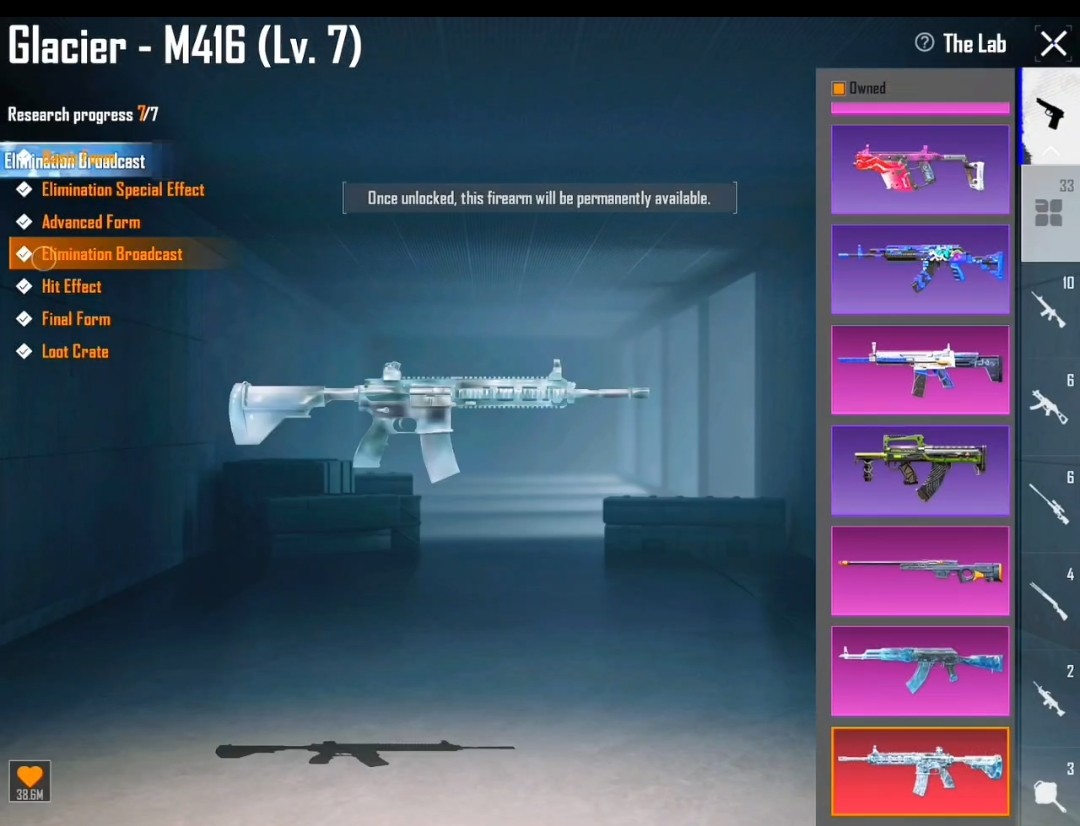 Glacier - M416 (Lv. 7)
The Lab
Owned
Research progress 7/7
Elimination Broadcast
Once unlocked, this firearm will be permanently available.
Elimination Special Effect
Advanced Form
Elimination Broadcast
Hit Effect
Final Form
Loot Crate
33
10
6
6
4
2
3
38.6M